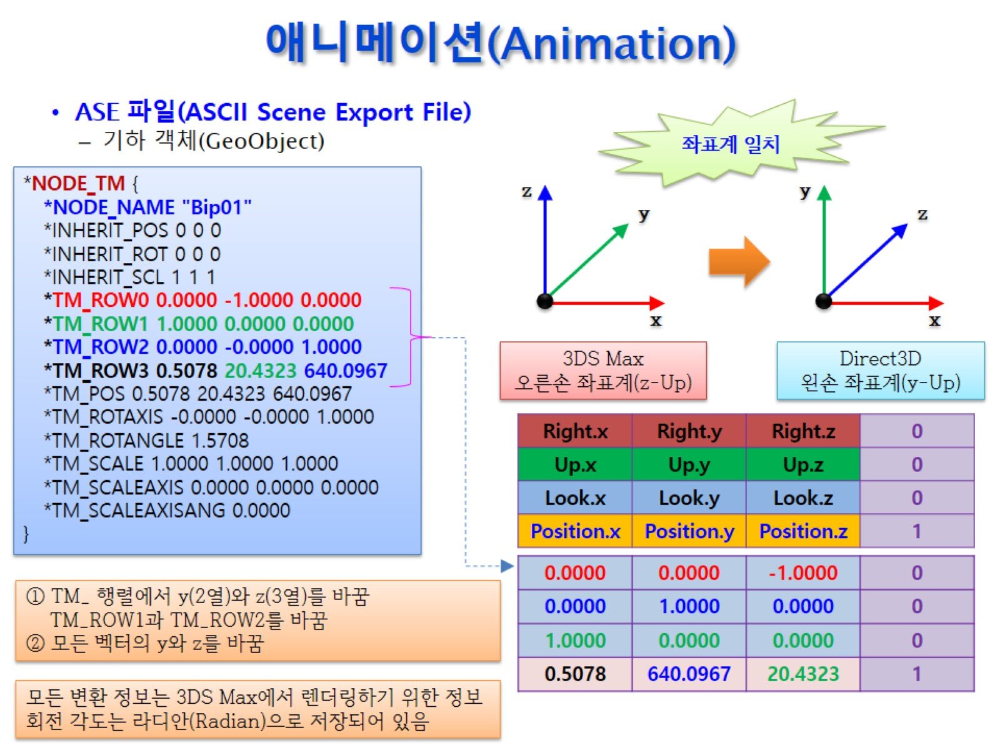 애니메이션(Animation)
• ASE 파일(ASCII Scene Export File)
– 기하 객체(GeoObject)
*NODE_TM {
*NODE_NAME "Bip01"
*INHERIT_POS 0 0 0
*INHERIT_ROT 0 0 0
*INHERIT_SCL 1 1 1
*TM_ROW0 0.0000 -1.0000 0.0000
*TM_ROW1 1.0000 0.0000 0.0000
*TM_ROW2 0.0000 -0.0000 1.0000
*TM_ROW3 0.5078 20.4323 640.0967
*TM_POS 0.5078 20.4323 640.0967
*TM_ROTAXIS -0.0000 -0.0000 1.0000
*TM_ROTANGLE 1.5708
*TM_SCALE 1.0000 1.0000 1.0000
*TM_SCALEAXIS 0.0000 0.0000 0.0000
*TM_SCALEAXISANG 0.0000
}
① TM_ 행렬에서 y(2열)와 z(3열)를 바꿈
TM_ROW1과 TM_ROW2를 바꿈
② 모든 벡터의 y와 z를 바꿈
모든 변환 정보는 3DS Max에서 렌더링하기 위한 정보
회전 각도는 라디안(Radian)으로 저장되어 있음
좌표계 일치
z
y
x
y
z
x
3DS Max
오른손 좌표계(z-Up)
Direct3D
왼손 좌표계(y-Up)
Right.x Right.y Right.z 0
Up.x Up.y Up.z 0
Look.x Look.y Look.z 0
Position.x Position.y Position.z 1
0.0000 0.0000 -1.0000 0
0.0000 1.0000 0.0000 0
1.0000 0.0000 0.0000 0
0.5078 640.0967 20.4323 1